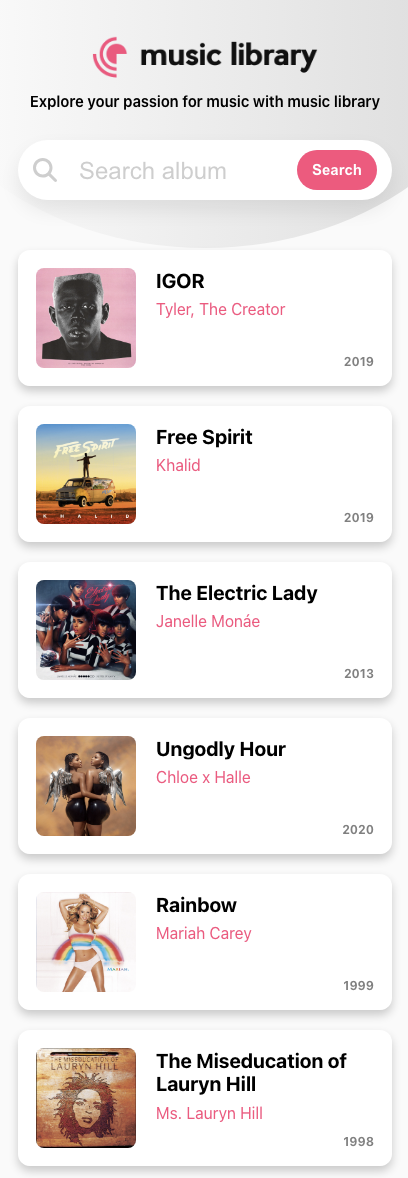 music library
Explore your passion for music with music library
Search album
Search
IGOR
Tyler, The Creator
2019
FREE SPIRIT
KHALID
Free Spirit
Khalid
2019
The Electric Lady
Janelle Monáe
2013
Ungodly Hour
Chloe x Halle
2020
MARIAH
Rainbow
Mariah Carey
1999
THE MISEDUCATION OF
LAURYN HILL
The Miseducation of
Lauryn Hill
Ms. Lauryn Hill
1998